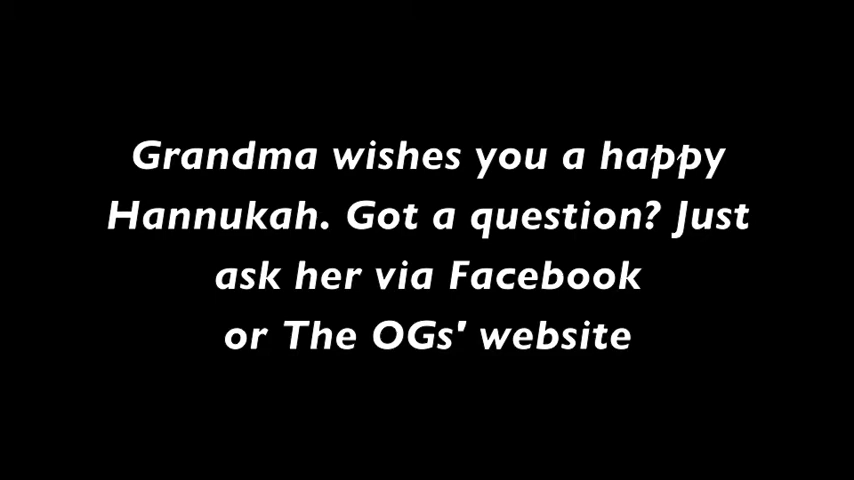 Grandma wishes you a happy
Hannukah. Got a question? Just
ask her via Facebook
or The OGs' website